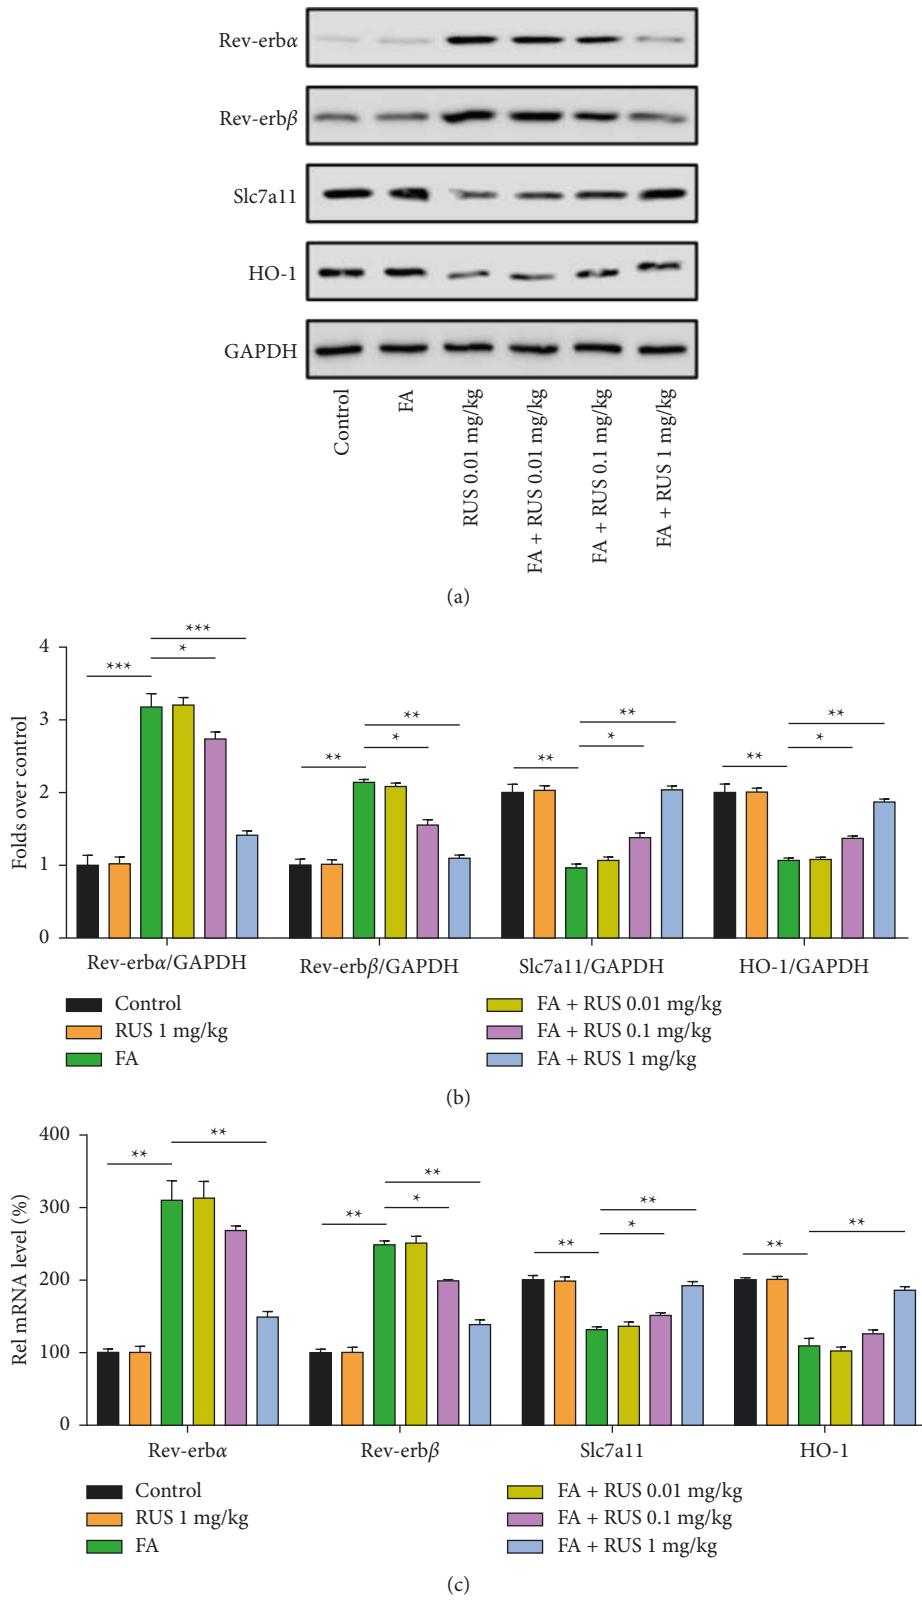 Rev-erbα
Rev-erbβ
Slc7a11
HO-1
GAPDH
Control
FA
RUS 0.01 mg/kg
FA + RUS 0.01 mg/kg
FA + RUS 0.1 mg/kg
FA + RUS 1 mg/kg
(a)
Folds over control
4
3
2
1
0
*** *** *
** ** *
** ** *
** ** *
Rev-erbα/GAPDH Rev-erbβ/GAPDH Slc7a11/GAPDH HO-1/GAPDH
Control
RUS 1 mg/kg
FA
FA + RUS 0.01 mg/kg
FA + RUS 0.1 mg/kg
FA + RUS 1 mg/kg
(b)
Rel mRNA level (%)
400
300
200
100
0
** **
** ** *
** ** *
** **
Rev-erbα Rev-erbβ Slc7a11 HO-1
Control
RUS 1 mg/kg
FA
FA + RUS 0.01 mg/kg
FA + RUS 0.1 mg/kg
FA + RUS 1 mg/kg
(c)